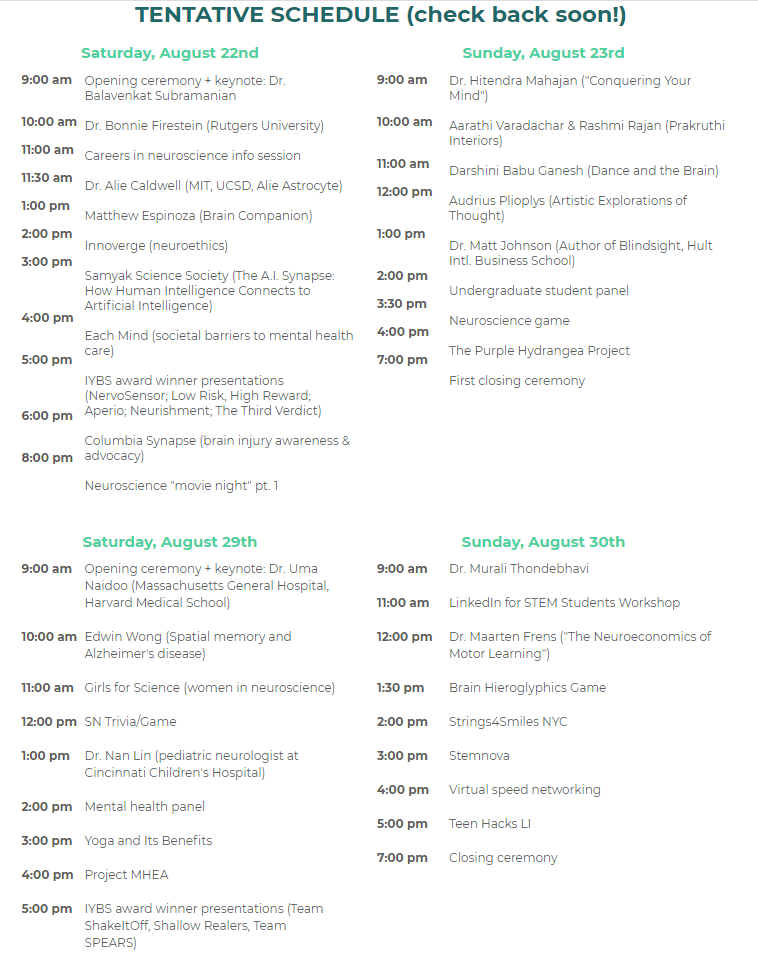 TENTATIVE SCHEDULE (check back soon!)
Saturday, August 22nd
9:00 am Opening ceremony + keynote: Dr.
Balavenkat Subramanian
10:00 am Dr. Bonnie Firestein (Rutgers University)
11:00 am Careers in neuroscience info session
11:30 am Dr. Alie Caldwell (MIT, UCSD, Alie Astrocyte)
1:00 pm Matthew Espinoza (Brain Companion)
2:00 pm Innoverge (neuroethics)
3:00 pm Samyak Science Society (The A.I. Synapse:
How Human Intelligence Connects to
Artificial Intelligence)
4:00 pm Each Mind (societal barriers to mental health
care)
5:00 pm IYBS award winner presentations
(NervoSensor; Low Risk, High Reward;
Aperio; Neurishment; The Third Verdict)
6:00 pm Columbia Synapse (brain injury awareness &
advocacy)
8:00 pm Neuroscience "movie night" pt. 1
Sunday, August 23rd
9:00 am Dr. Hitendra Mahajan ("Conquering Your
Mind")
10:00 am Aarathi Varadachar & Rashmi Rajan (Prakruthi
Interiors)
11:00 am Darshini Babu Ganesh (Dance and the Brain)
12:00 pm Audrius Plioplys (Artistic Explorations of
Thought)
1:00 pm Dr. Matt Johnson (Author of Blindsight, Hult
Intl. Business School)
2:00 pm Undergraduate student panel
3:30 pm Neuroscience game
4:00 pm The Purple Hydrangea Project
7:00 pm First closing ceremony
Saturday, August 29th
9:00 am Opening ceremony + keynote: Dr. Uma
Naidoo (Massachusetts General Hospital,
Harvard Medical School)
10:00 am Edwin Wong (Spatial memory and
Alzheimer's disease)
11:00 am Girls for Science (women in neuroscience)
12:00 pm SN Trivia/Game
1:00 pm Dr. Nan Lin (pediatric neurologist at
Cincinnati Children's Hospital)
2:00 pm Mental health panel
3:00 pm Yoga and Its Benefits
4:00 pm Project MHEA
5:00 pm IYBS award winner presentations (Team
ShakeItOff, Shallow Realers, Team
SPEARS)
Sunday, August 30th
9:00 am Dr. Murali Thondebhavi
11:00 am LinkedIn for STEM Students Workshop
12:00 pm Dr. Maarten Frens ("The Neuroeconomics of
Motor Learning")
1:30 pm Brain Hieroglyphics Game
2:00 pm Strings4Smiles NYC
3:00 pm Stemnova
4:00 pm Virtual speed networking
5:00 pm Teen Hacks LI
7:00 pm Closing ceremony